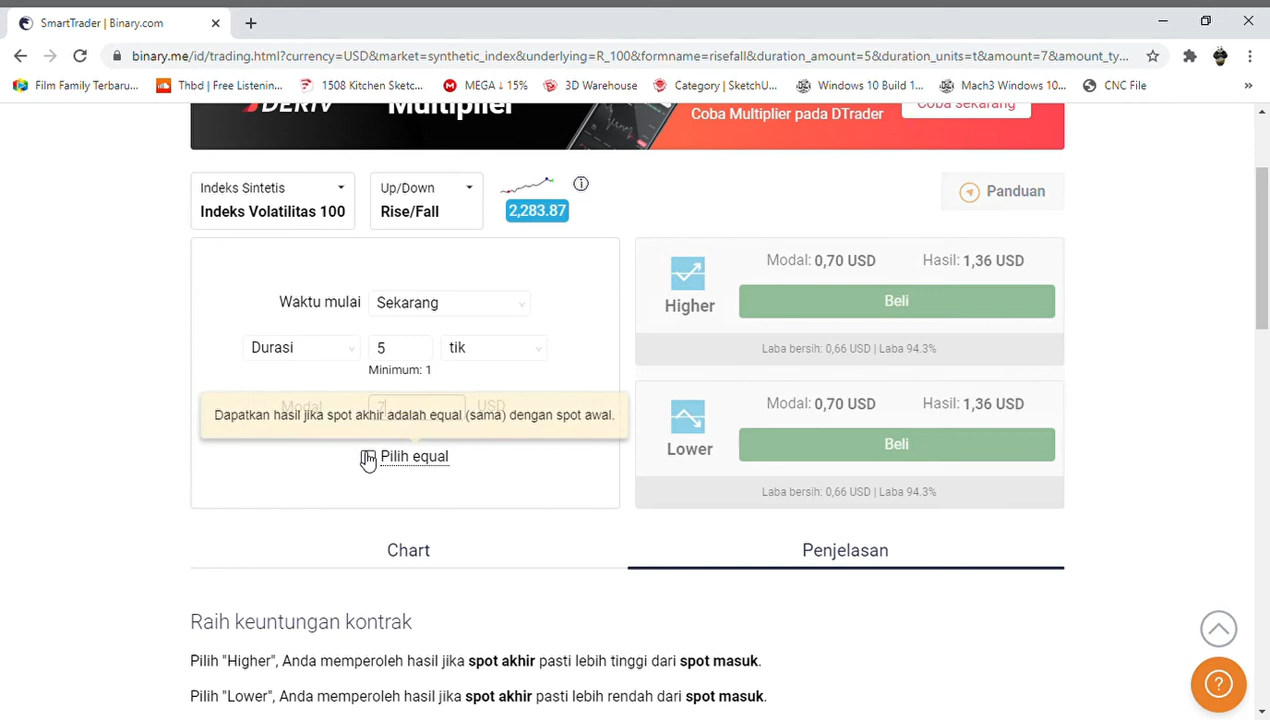 SmartTrader | Binary.com
binary.me/id/trading.html?currency=USD&market=synthetic_index&underlying=R_100&formname=risefall&duration_amount=5&duration_units=t&amount=7&amount_ty...
Film Family Terbaru...
Thbd | Free Listenin...
1508 Kitchen Sketc...
MEGA ↓ 15%
3D Warehouse
Category | SketchU...
Windows 10 Build 1...
Mach3 Windows 10...
CNC File
»
DERIV
Multiplier
Coba Multiplier pada DTrader
Coba sekarang
Indeks Sintetis
Indeks Volatilitas 100
Up/Down
Rise/Fall
2,283.87
Panduan
Waktu mulai
Sekarang
Durasi
5
tik
Minimum: 1
Modal
7
USD
Dapatkan hasil jika spot akhir adalah equal (sama) dengan spot awal.
Pilih equal
Higher
Modal: 0,70 USD
Hasil: 1,36 USD
Beli
Laba bersih: 0,66 USD | Laba 94.3%
Lower
Modal: 0,70 USD
Hasil: 1,36 USD
Beli
Laba bersih: 0,66 USD | Laba 94.3%
Chart
Penjelasan
Raih keuntungan kontrak
Pilih "Higher", Anda memperoleh hasil jika spot akhir pasti lebih tinggi dari spot masuk.
Pilih "Lower", Anda memperoleh hasil jika spot akhir pasti lebih rendah dari spot masuk.